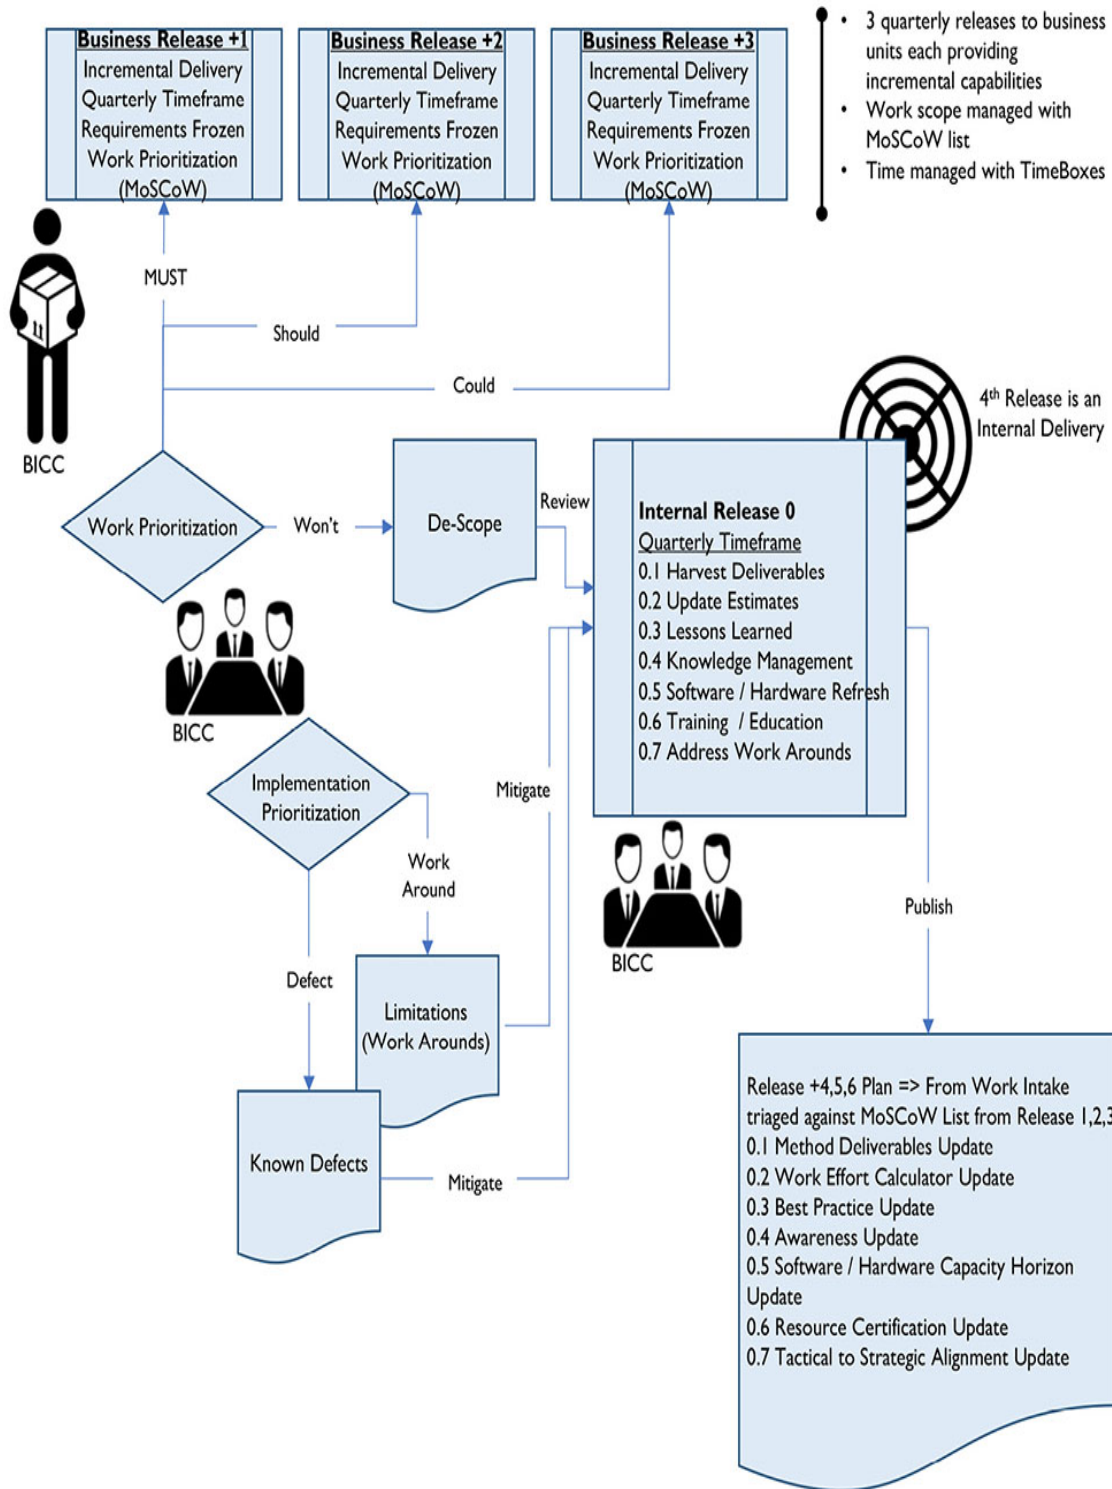 Business Release +1
Incremental Delivery
Quarterly Timeframe
Requirements Frozen
Work Prioritization
(MoSCoW)
Business Release +2
Incremental Delivery
Quarterly Timeframe
Requirements Frozen
Work Prioritization
(MoSCoW)
Business Release +3
Incremental Delivery
Quarterly Timeframe
Requirements Frozen
Work Prioritization
(MoSCoW)
• 3 quarterly releases to business
units each providing
incremental capabilities
• Work scope managed with
MoSCoW list
• Time managed with TimeBoxes
MUST
Should
Could
BICC
4th Release is an
Internal Delivery
Work Prioritization
Won't
De-Scope
Review
Internal Release 0
Quarterly Timeframe
0.1 Harvest Deliverables
0.2 Update Estimates
0.3 Lessons Learned
0.4 Knowledge Management
0.5 Software / Hardware Refresh
0.6 Training / Education
0.7 Address Work Arounds
BICC
Implementation
Prioritization
Mitigate
Work
Around
Publish
BICC
Defect
Limitations
(Work Arounds)
Known Defects
Mitigate
Release +4,5,6 Plan => From Work Intake
triaged against MoSCoW List from Release 1,2,3
0.1 Method Deliverables Update
0.2 Work Effort Calculator Update
0.3 Best Practice Update
0.4 Awareness Update
0.5 Software / Hardware Capacity Horizon
Update
0.6 Resource Certification Update
0.7 Tactical to Strategic Alignment Update